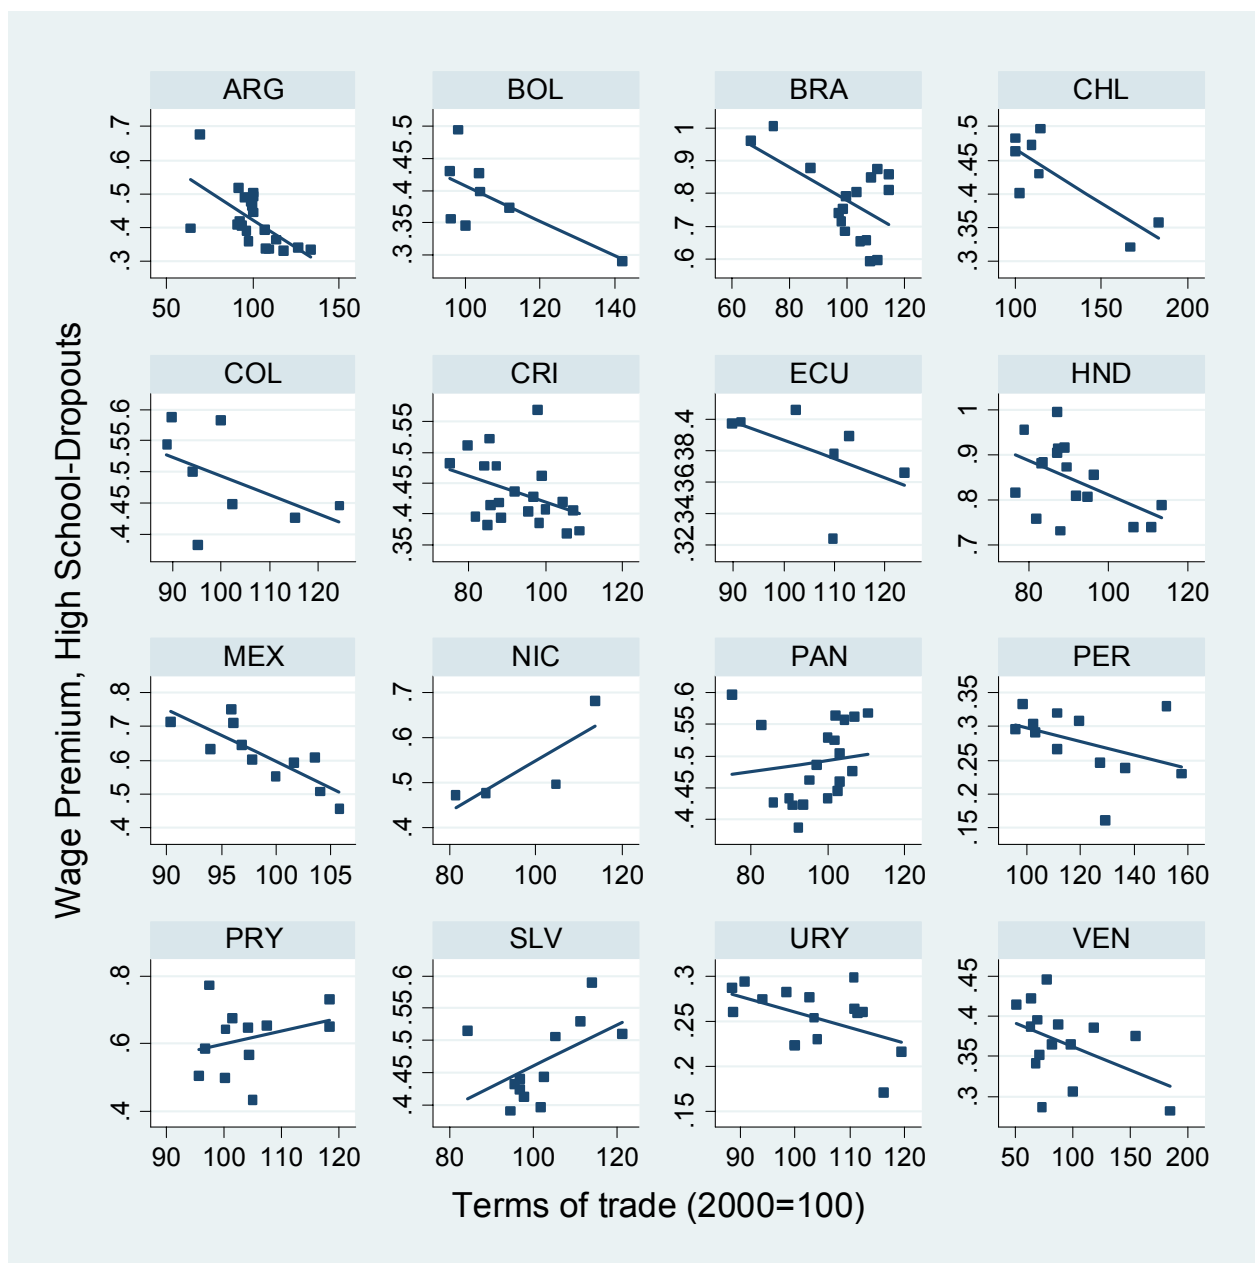 Wage Premium, High School-Dropouts
ARG BOL BRA CHL
.3 .4 .5 .6 .7
50 100 150
.3 .35 .4 .45 .5
100 120 140
.6 .7 .8 .9 1
60 80 100 120
.3 .35 .4 .45 .5
100 150 200
COL CRI ECU HND
.4 .45 .5 .55 .6
90 100 110 120
.35 .4 .45 .5 .55
80 100 120
.32 .34 .36 .38 .4
90 100 110 120
.7 .8 .9 1
80 100 120
MEX NIC PAN PER
.4 .5 .6 .7 .8
90 95 100 105
.4 .5 .6 .7
80 100 120
.4 .45 .5 .55 .6
80 100 120
.15 .2 .25 .3 .35
100 120 140 160
PRY SLV URY VEN
.4 .6 .8
90 100 110 120
.4 .45 .5 .55 .6
80 100 120
.15 .2 .25 .3
90 100 110 120
.3 .35 .4 .45
50 100 150 200
Terms of trade (2000=100)